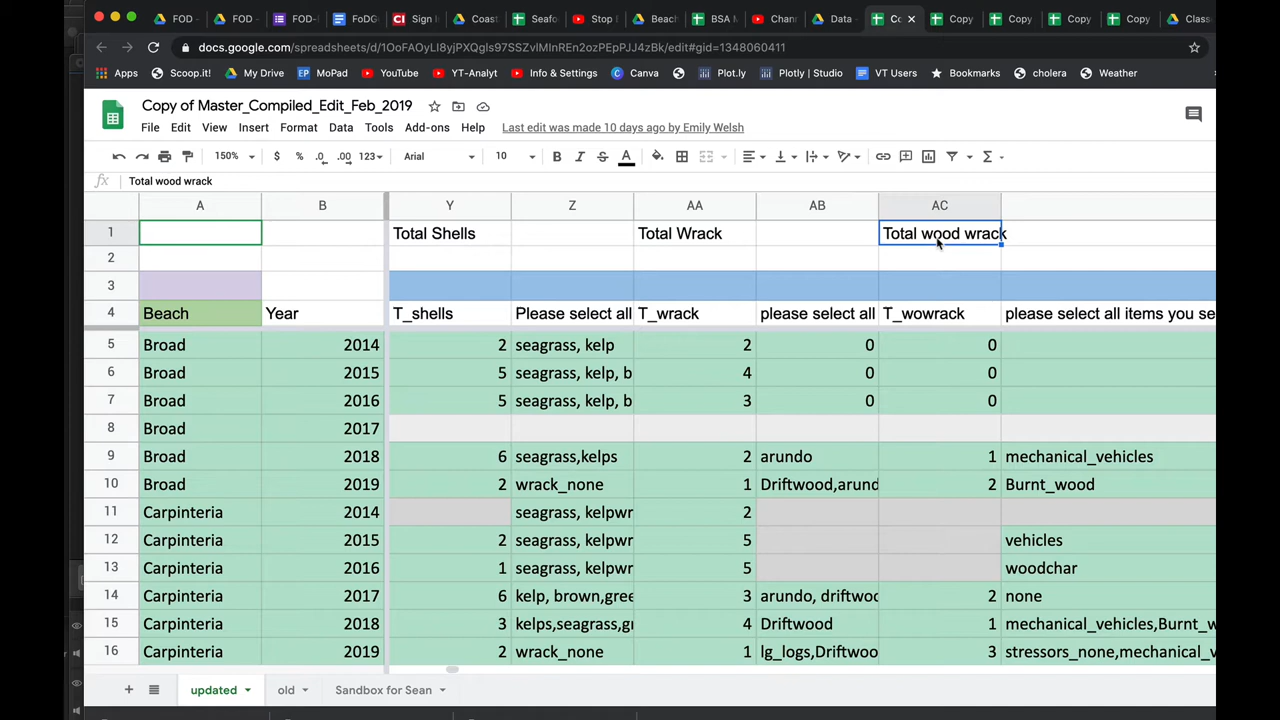 FOD FOD FOD-I FodG Sign i Coast Seafo Stop I Beach BSA M Chann Data Co Copy Copy Copy Copy Class
docs.google.com/spreadsheets/d/1OoFAOyLI8yjPXQgls97SSZvlMInREn2ozPEpPJJ4zBk/edit#gid=1348060411
Apps Scoop.it! My Drive MoPad YouTube YT-Analyt Info & Settings Canva Plot.ly Plotly | Studio VT Users Bookmarks cholera Weather
Copy of Master_Compiled_Edit_Feb_2019
File Edit View Insert Format Data Tools Add-ons Help Last edit was made 10 days ago by Emily Welsh
150% $ % .0 .00 123 Arial 10 B I S A
fx Total wood wrack
A B Y Z AA AB AC
1 Total Shells Total Wrack Total wood wrack
2
3
4 Beach Year T_shells Please select all T_wrack please select all T_wowrack please select all items you se
5 Broad 2014 2 seagrass, kelp 2 0 0
6 Broad 2015 5 seagrass, kelp, b 4 0 0
7 Broad 2016 5 seagrass, kelp, b 3 0 0
8 Broad 2017
9 Broad 2018 6 seagrass,kelps 2 arundo 1 mechanical_vehicles
10 Broad 2019 2 wrack_none 1 Driftwood,arund 2 Burnt_wood
11 Carpinteria 2014 seagrass, kelpwr 2
12 Carpinteria 2015 2 seagrass, kelpwr 5 vehicles
13 Carpinteria 2016 1 seagrass, kelpwr 5 woodchar
14 Carpinteria 2017 6 kelp, brown,gree 3 arundo, driftwoo 2 none
15 Carpinteria 2018 3 kelps,seagrass,gr 4 Driftwood 1 mechanical_vehicles,Burnt_w
16 Carpinteria 2019 2 wrack_none 1 lg_logs,Driftwoo 3 stressors_none,mechanical_v
+ updated old Sandbox for Sean